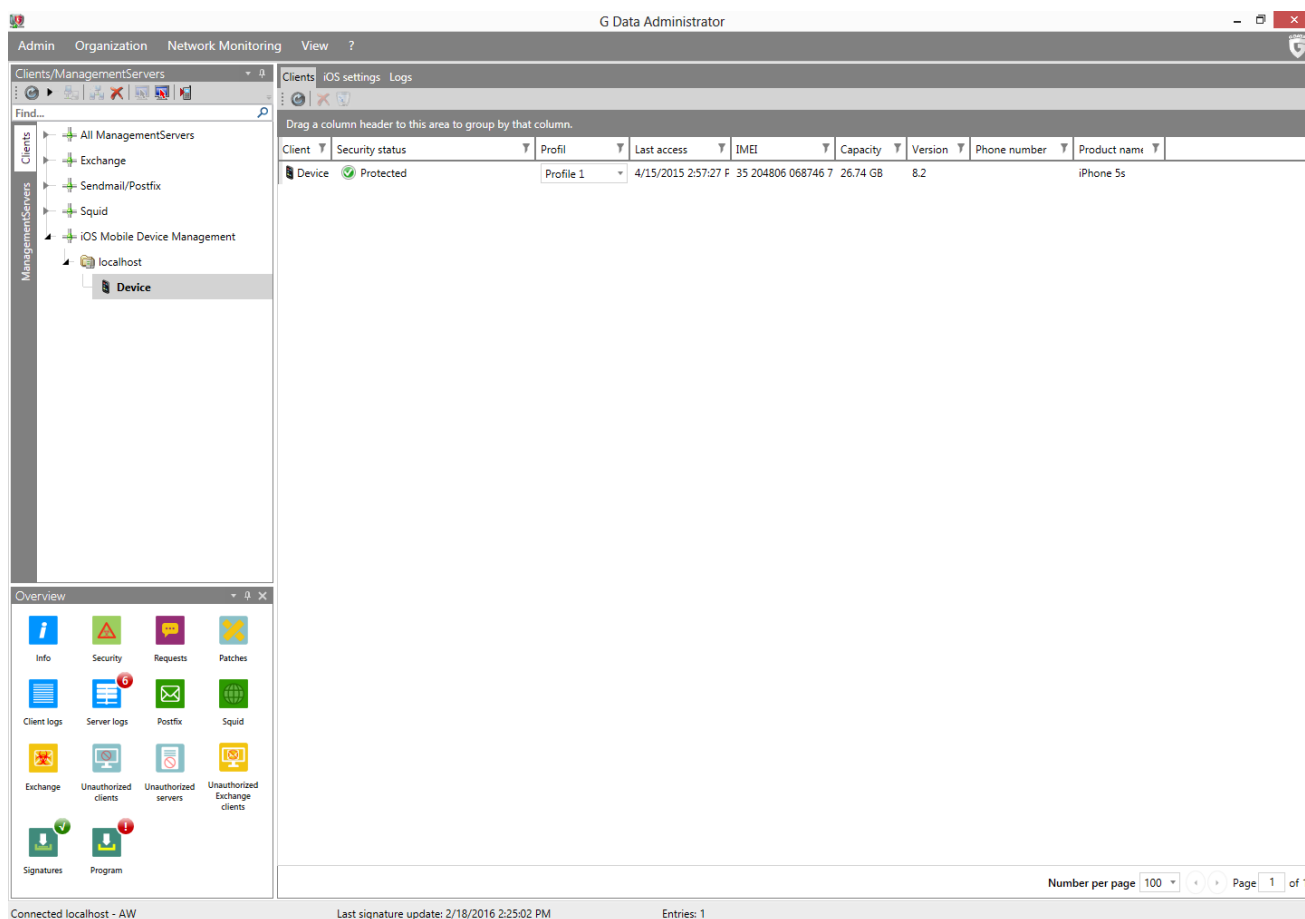 G Data Administrator
Admin Organization Network Monitoring View ?
Clients/ManagementServers
Find...
Clients
ManagementServers
All ManagementServers
Exchange
Sendmail/Postfix
Squid
iOS Mobile Device Management
localhost
Device
Clients iOS settings Logs
Drag a column header to this area to group by that column.
Client Security status Profil Last access IMEI Capacity Version Phone number Product name
Device Protected Profile 1 4/15/2015 2:57:27 P 35 204806 068746 7 26.74 GB 8.2 iPhone 5s
Overview
Info Security Requests Patches
6
Client logs Server logs Postfix Squid
Exchange Unauthorized clients Unauthorized servers Unauthorized Exchange clients
!
Signatures Program
Number per page 100 Page 1 of 1
Connected localhost - AW Last signature update: 2/18/2016 2:25:02 PM Entries: 1